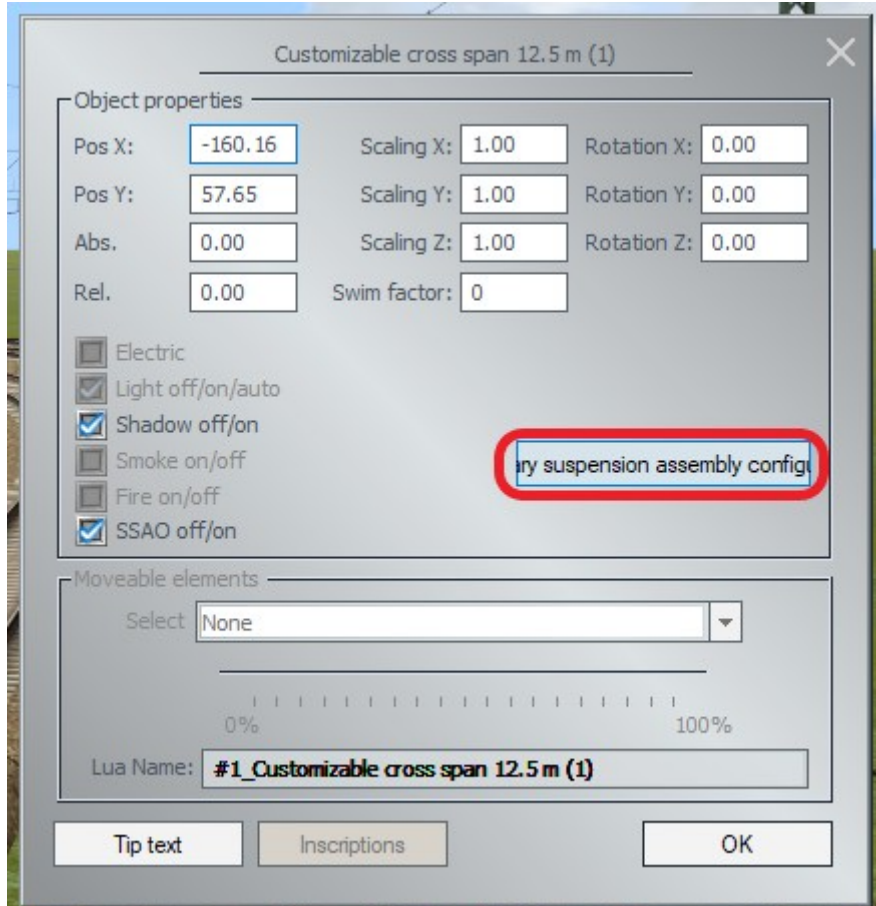 Customizable cross span 12.5 m (1)
Object properties
Pos X: -160.16 Scaling X: 1.00 Rotation X: 0.00
Pos Y: 57.65 Scaling Y: 1.00 Rotation Y: 0.00
Abs. 0.00 Scaling Z: 1.00 Rotation Z: 0.00
Rel. 0.00 Swim factor: 0
Electric
Light off/on/auto
Shadow off/on
Smoke on/off
ry suspension assembly config
Fire on/off
SSAO off/on
Moveable elements
Select None
0% 100%
Lua Name: #1_Customizable cross span 12.5 m (1)
Tip text Inscriptions OK